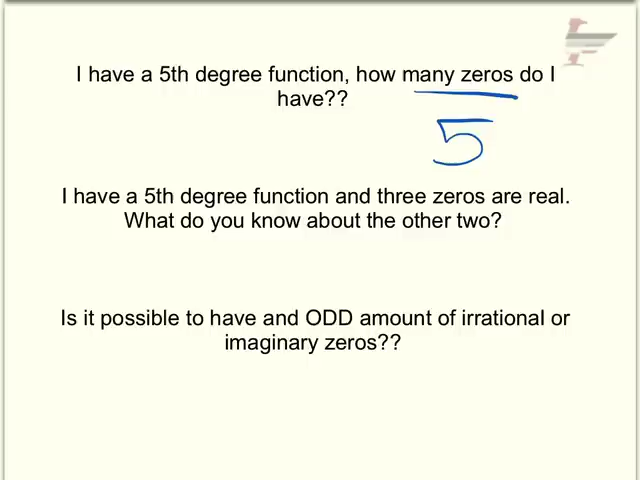 I have a 5th degree function, how many zeros do I
have??
5
I have a 5th degree function and three zeros are real.
What do you know about the other two?
Is it possible to have and ODD amount of irrational or
imaginary zeros??